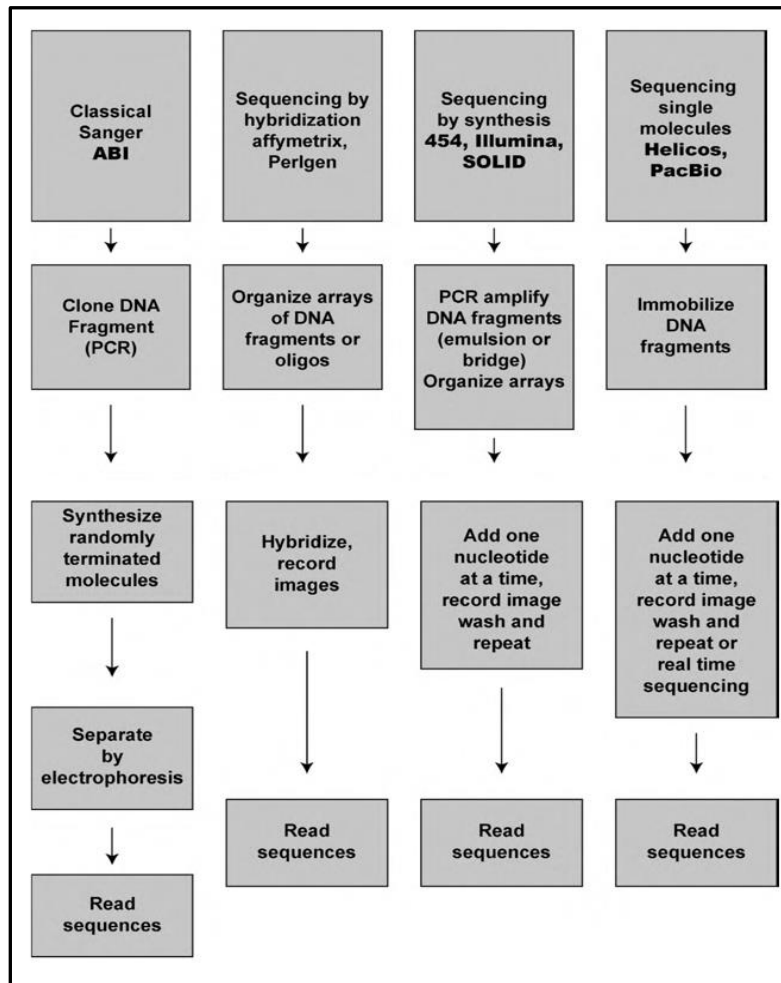 Classical
Sanger
ABI
Clone DNA
Fragment
(PCR)
Synthesize
randomly
terminated
molecules
Separate
by
electrophoresis
Read
sequences
Sequencing by
hybridization
affymetrix,
Perlgen
Organize arrays
of DNA
fragments or
oligos
Hybridize,
record
images
Read
sequences
Sequencing
by synthesis
454, Illumina,
SOLID
PCR amplify
DNA fragments
(emulsion or
bridge)
Organize arrays
Add one
nucleotide
at a time,
record image
wash and
repeat
Read
sequences
Sequencing
single
molecules
Helicos,
PacBio
Immobilize
DNA
fragments
Add one
nucleotide
at a time,
record image
wash and
repeat or
real time
sequencing
Read
sequences